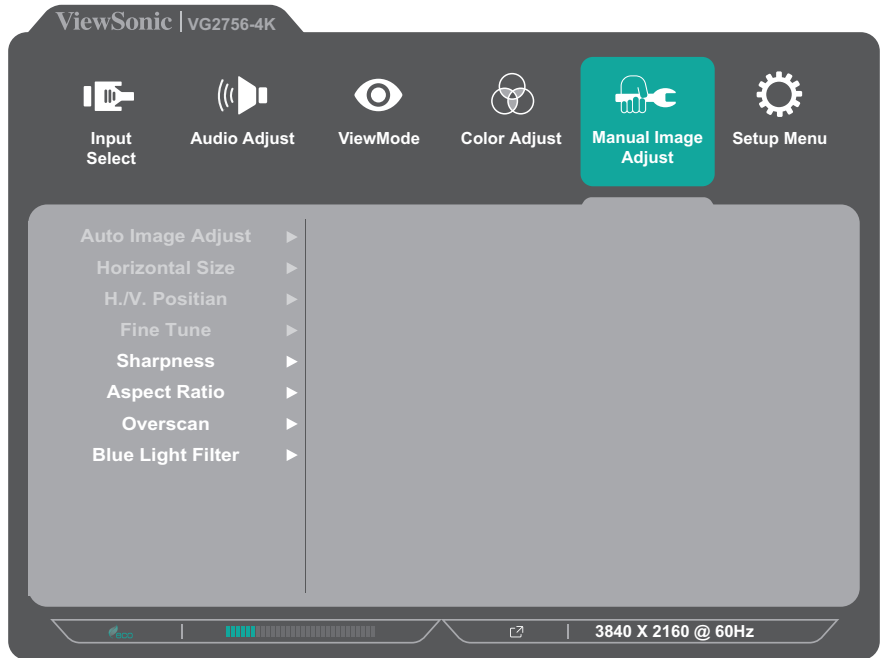 ViewSonic VG2756-4K
Input
Select
Audio Adjust
ViewMode
Color Adjust
Manual Image
Adjust
Setup Menu
Auto Image Adjust
Horizontal Size
H./V. Positian
Fine Tune
Sharpness
Aspect Ratio
Overscan
Blue Light Filter
eco
3840 X 2160 @ 60Hz